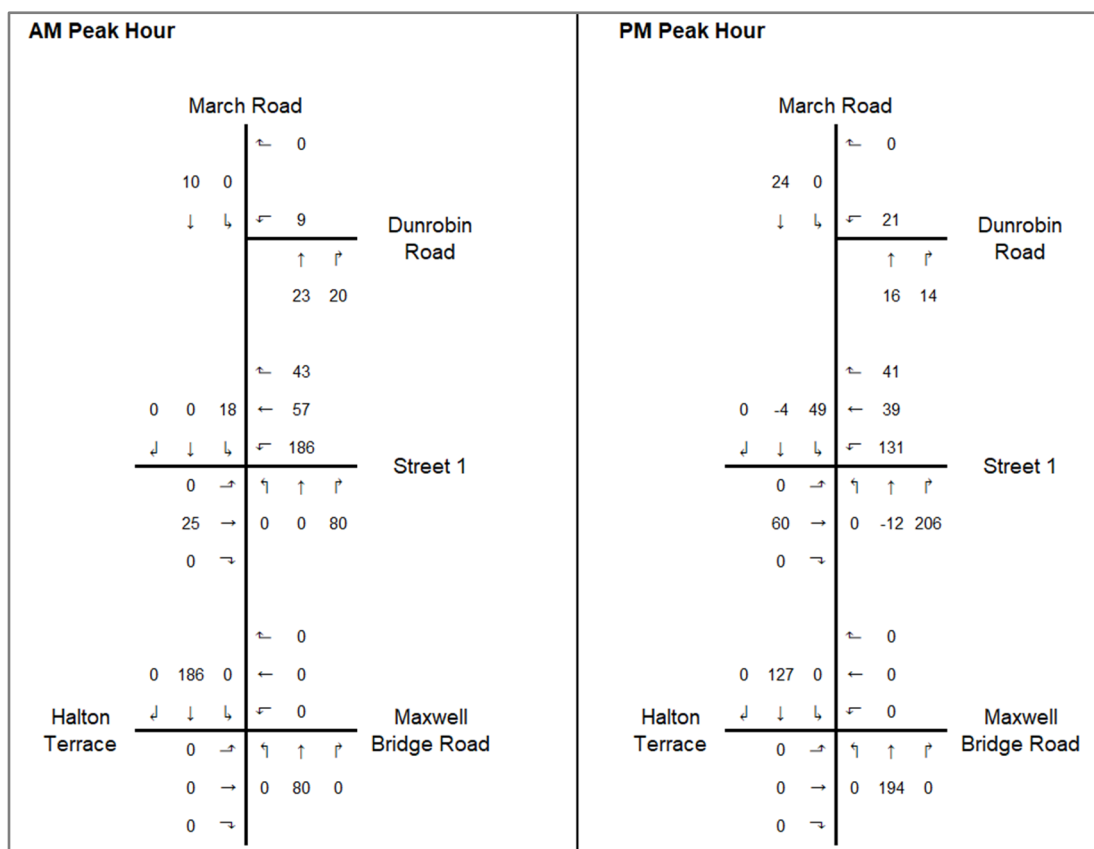 AM Peak Hour
March Road
0
10 0
9
Dunrobin
Road
23 20
43
0 0 18 57
186
Street 1
0
25 0 0 80
0
0
0 186 0 0
0
Halton
Terrace
Maxwell
Bridge Road
0
0 0 80 0
0
PM Peak Hour
March Road
0
24 0
21
Dunrobin
Road
16 14
41
0 -4 49 39
131
Street 1
0
60 0 -12 206
0
0
0 127 0 0
0
Halton
Terrace
Maxwell
Bridge Road
0
0 0 194 0
0